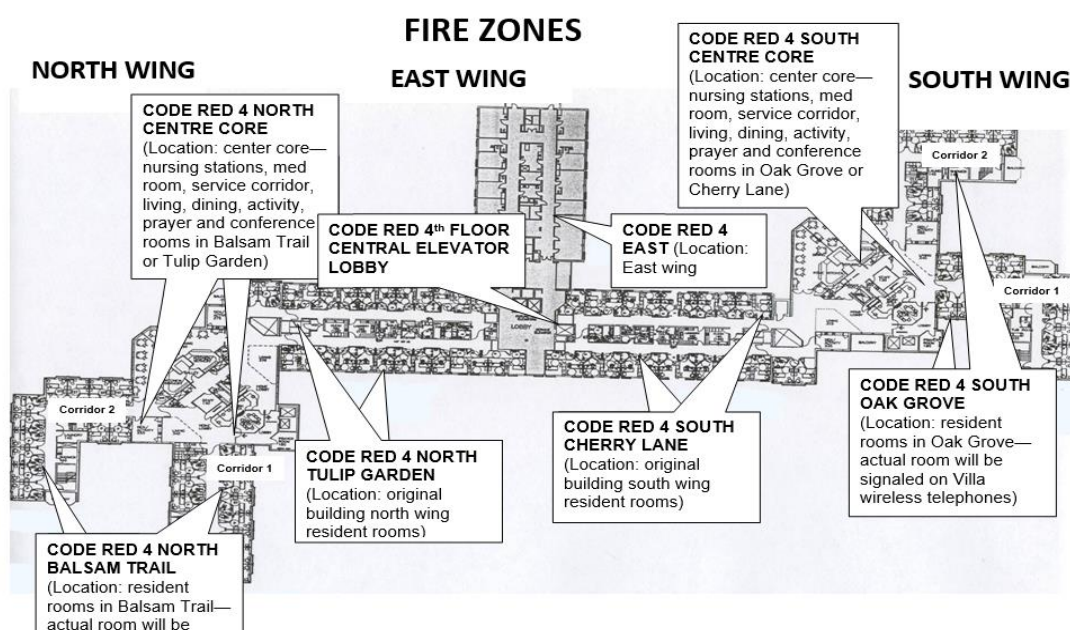 FIRE ZONES
NORTH WING
EAST WING
SOUTH WING
CODE RED 4 NORTH
CENTRE CORE
(Location: center core—
nursing stations, med
room, service corridor,
living, dining, activity,
prayer and conference
rooms in Balsam Trail
or Tulip Garden)
CODE RED 4th FLOOR
CENTRAL ELEVATOR
LOBBY
CODE RED 4
EAST (Location:
East wing
CODE RED 4 SOUTH
CENTRE CORE
(Location: center core—
nursing stations, med
room, service corridor,
living, dining, activity,
prayer and conference
rooms in Oak Grove or
Cherry Lane)
Corridor 2
Corridor 1
LOBBY
Corridor 2
Corridor 1
CODE RED 4 NORTH
TULIP GARDEN
(Location: original
building north wing
resident rooms)
CODE RED 4 SOUTH
CHERRY LANE
(Location: original
building south wing
resident rooms)
CODE RED 4 SOUTH
OAK GROVE
(Location: resident
rooms in Oak Grove—
actual room will be
signaled on Villa
wireless telephones)
CODE RED 4 NORTH
BALSAM TRAIL
(Location: resident
rooms in Balsam Trail—
actual room will be